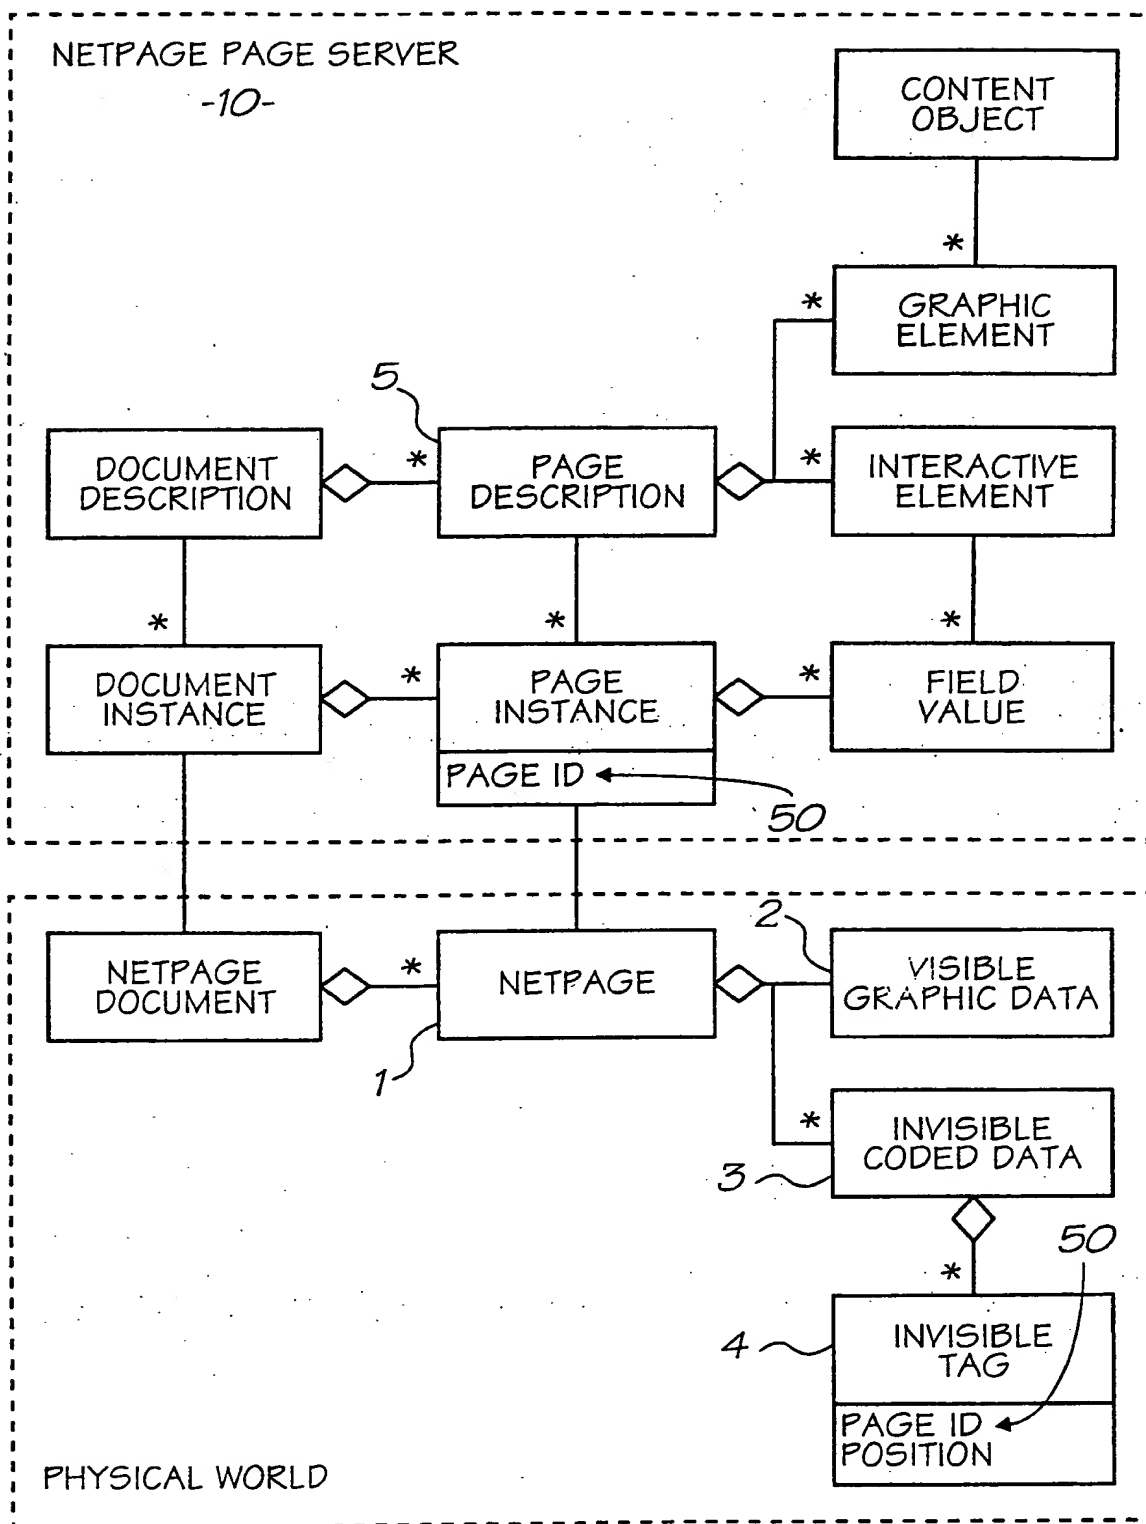 NETPAGE PAGE SERVER
-10-
CONTENT
OBJECT
*
GRAPHIC
ELEMENT
*
5
DOCUMENT
DESCRIPTION
*
PAGE
DESCRIPTION
*
INTERACTIVE
ELEMENT
*
*
*
DOCUMENT
INSTANCE
*
PAGE
INSTANCE
*
FIELD
VALUE
PAGE ID
50
2
NETPAGE
DOCUMENT
*
NETPAGE
VISIBLE
GRAPHIC DATA
1
*
INVISIBLE
CODED DATA
3
50
*
4
INVISIBLE
TAG
PAGE ID
POSITION
PHYSICAL WORLD